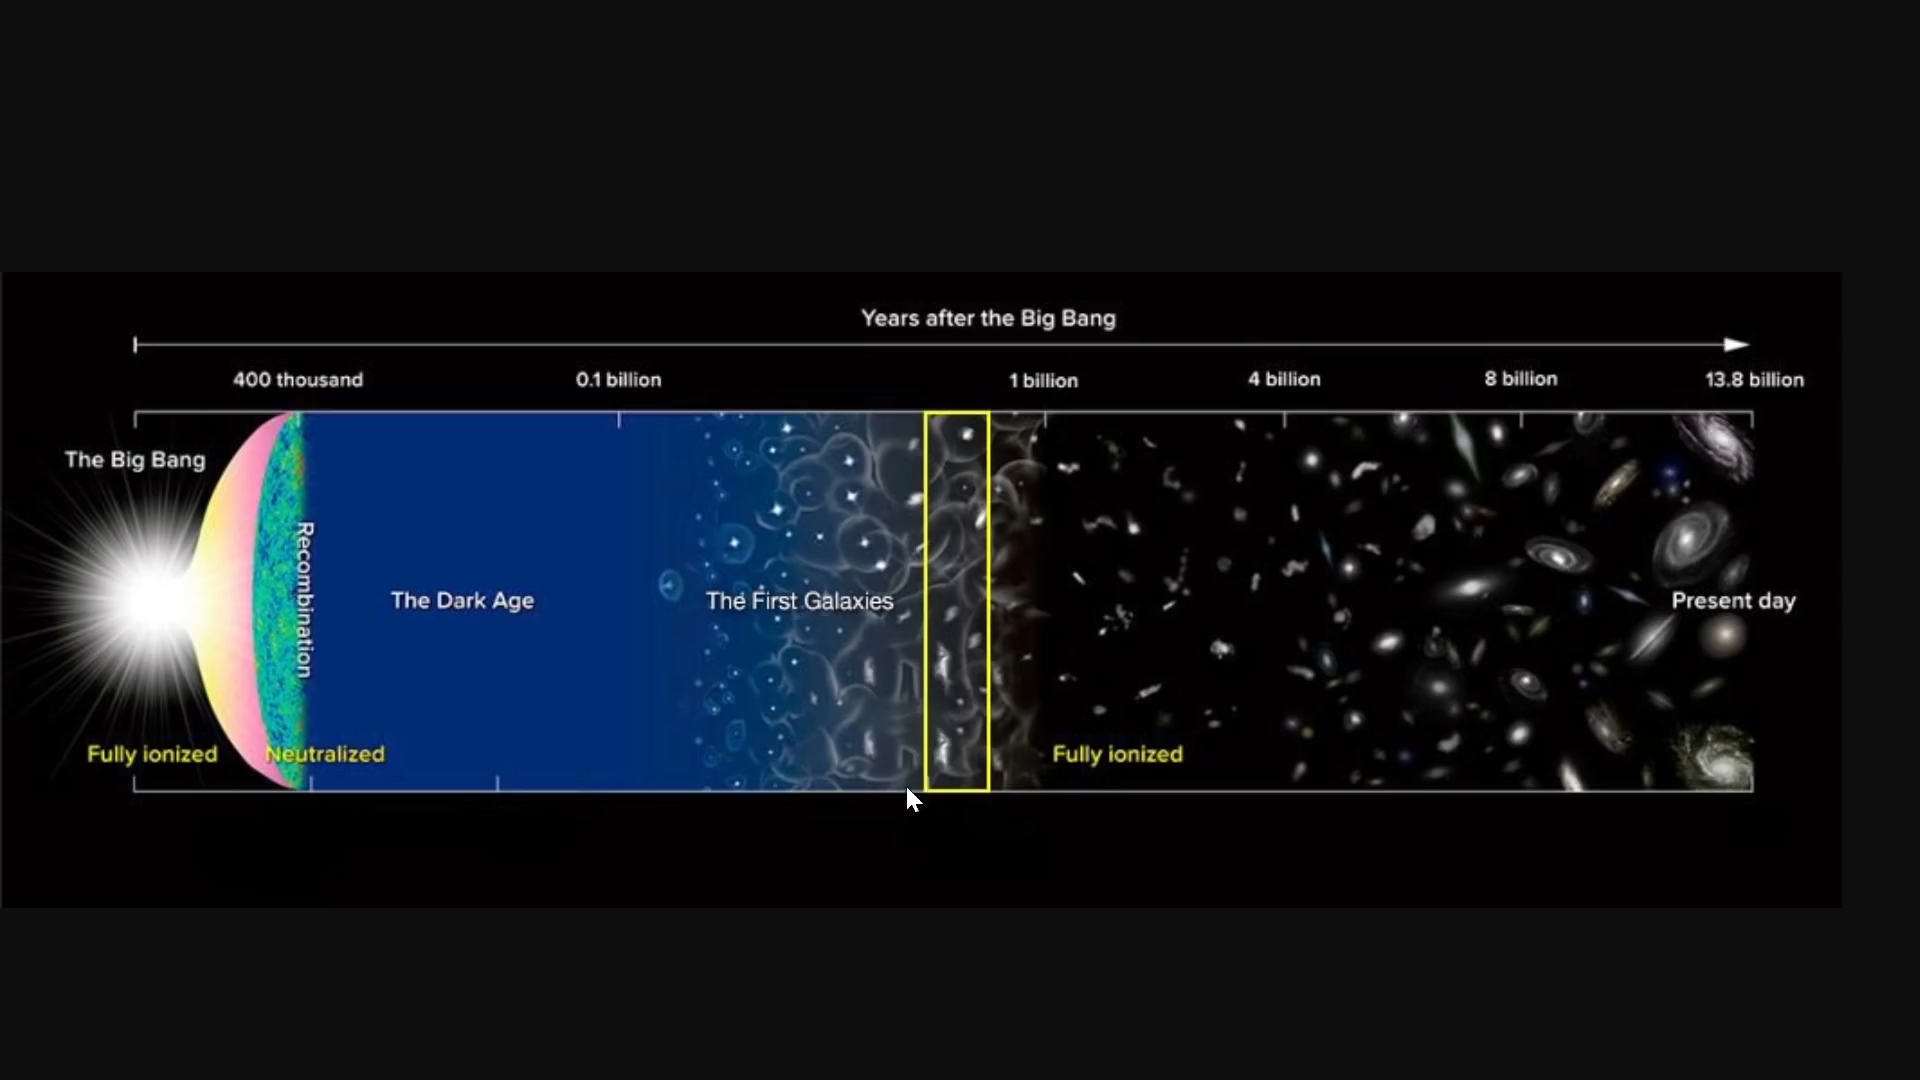 Years after the Big Bang
400 thousand 0.1 billion 1 billion 4 billion 8 billion 13.8 billion
The Big Bang
Recombination
The Dark Age The First Galaxies Present day
Fully ionized Neutralized Fully ionized